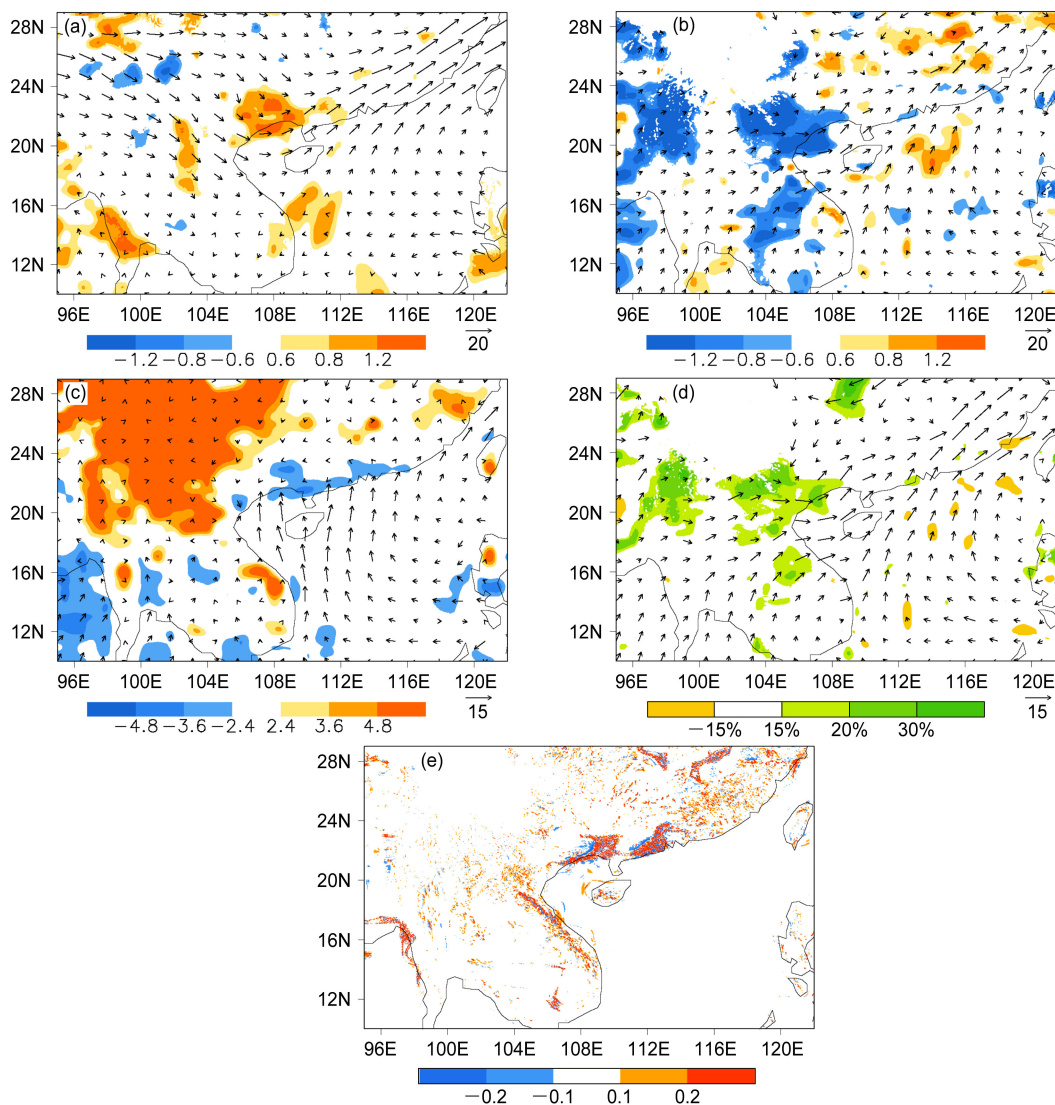 (a) (b)
28N 28N
24N 24N
20N 20N
16N 16N
12N 12N
96E 100E 104E 108E 112E 116E 120E 96E 100E 104E 108E 112E 116E 120E
−1.2 −0.8 −0.6 0.6 0.8 1.2 20 −1.2 −0.8 −0.6 0.6 0.8 1.2 20
(c) (d)
28N 28N
24N 24N
20N 20N
16N 16N
12N 12N
96E 100E 104E 108E 112E 116E 120E 96E 100E 104E 108E 112E 116E 120E
−4.8 −3.6 −2.4 2.4 3.6 4.8 15 −15% 15% 20% 30% 15
(e)
28N
24N
20N
16N
12N
96E 100E 104E 108E 112E 116E 120E
−0.2 −0.1 0.1 0.2